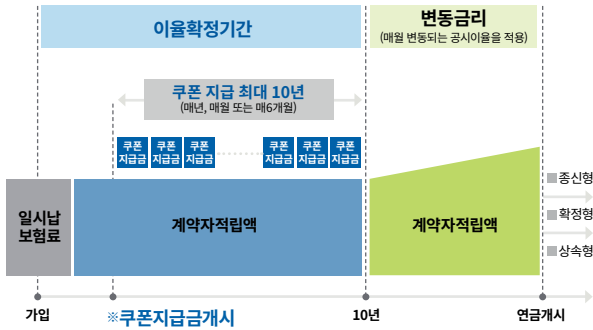 이율확정기간
변동금리
(매월 변동되는 공시이율을 적용)
쿠폰 지급 최대 10년
(매년, 매월 또는 매6개월)
쿠폰
지급금
쿠폰
지급금
쿠폰
지급금
쿠폰
지급금
쿠폰
지급금
쿠폰
지급금
일시납
보험료
계약자적립액
계약자적립액
종신형
확정형
상속형
가입
※쿠폰지급금개시
10년
연금개시